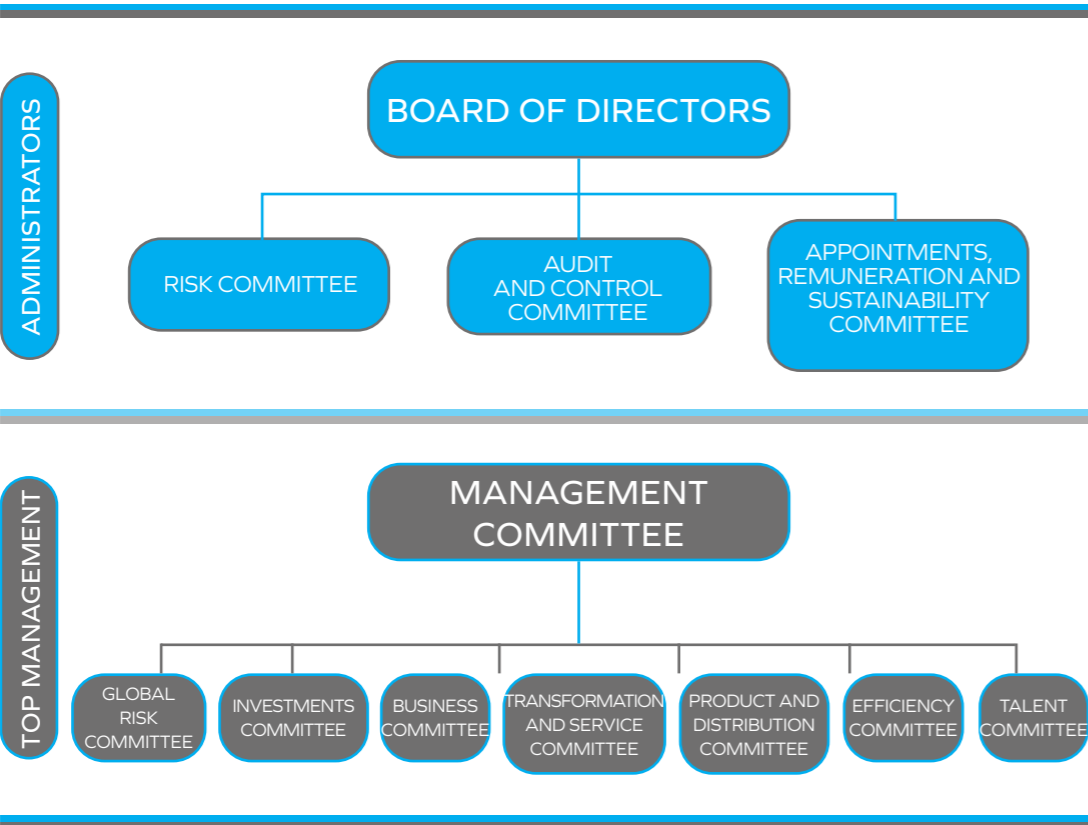 ADMINISTRATORS
BOARD OF DIRECTORS
RISK COMMITTEE
AUDIT
AND CONTROL
COMMITTEE
APPOINTMENTS,
REMUNERATION AND
SUSTAINABILITY
COMMITTEE
TOP MANAGEMENT
MANAGEMENT
COMMITTEE
GLOBAL
RISK
COMMITTEE
INVESTMENTS
COMMITTEE
BUSINESS
COMMITTEE
TRANSFORMATION
AND SERVICE
COMMITTEE
PRODUCT AND
DISTRIBUTION
COMMITTEE
EFFICIENCY
COMMITTEE
TALENT
COMMITTEE